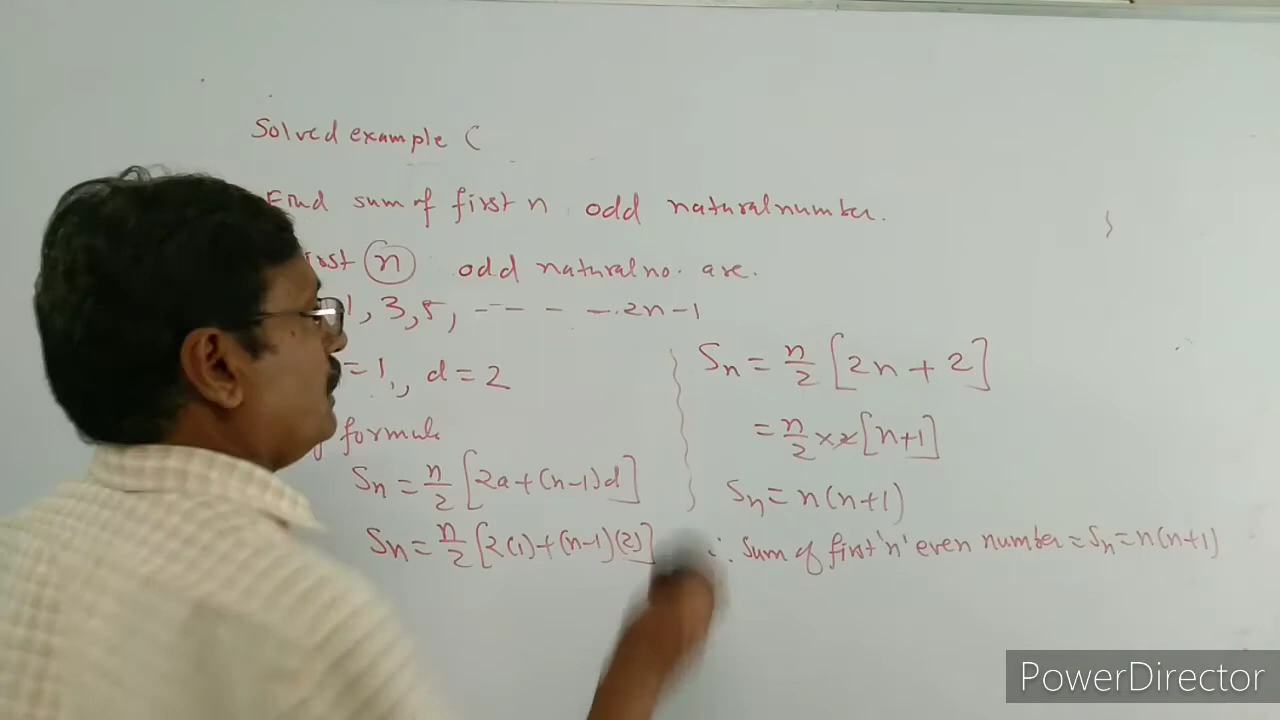 Solved example (
Find sum of first n odd natural number.
(n) odd natural no. are.
1, 3, 5, ------2n-1
=1, d=2
formula
Sn = n/2 [2a+(n-1)d]
Sn = n/2 [2(1)+(n-1)(2)]
Sn = n/2 [2n+2]
= n/2 ×2[n+1]
Sn = n(n+1)
∴ Sum of first 'n' even number = Sn = n(n+1)
PowerDirector